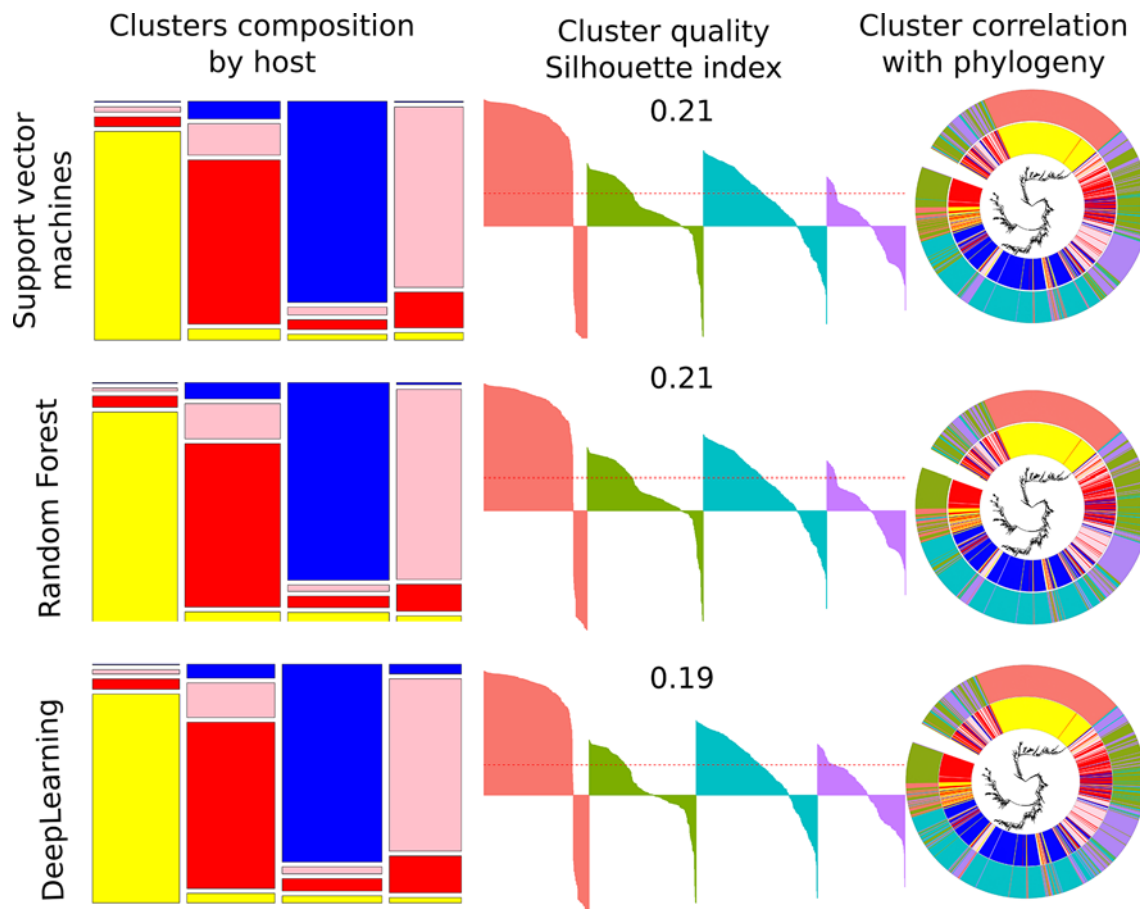 Clusters composition
by host
Cluster quality
Silhouette index
Cluster correlation
with phylogeny
Support vector
machines
0.21
Random Forest
0.21
DeepLearning
0.19